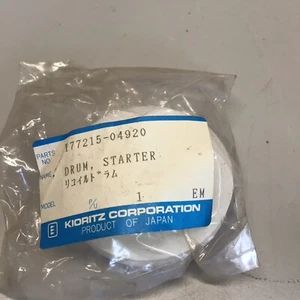 PARTS NO. 177215-04920
NAME DRUM, STARTER
リコイルドラム
MODEL % 1 EM
E KIORITZ CORPORATION
PRODUCT OF JAPAN